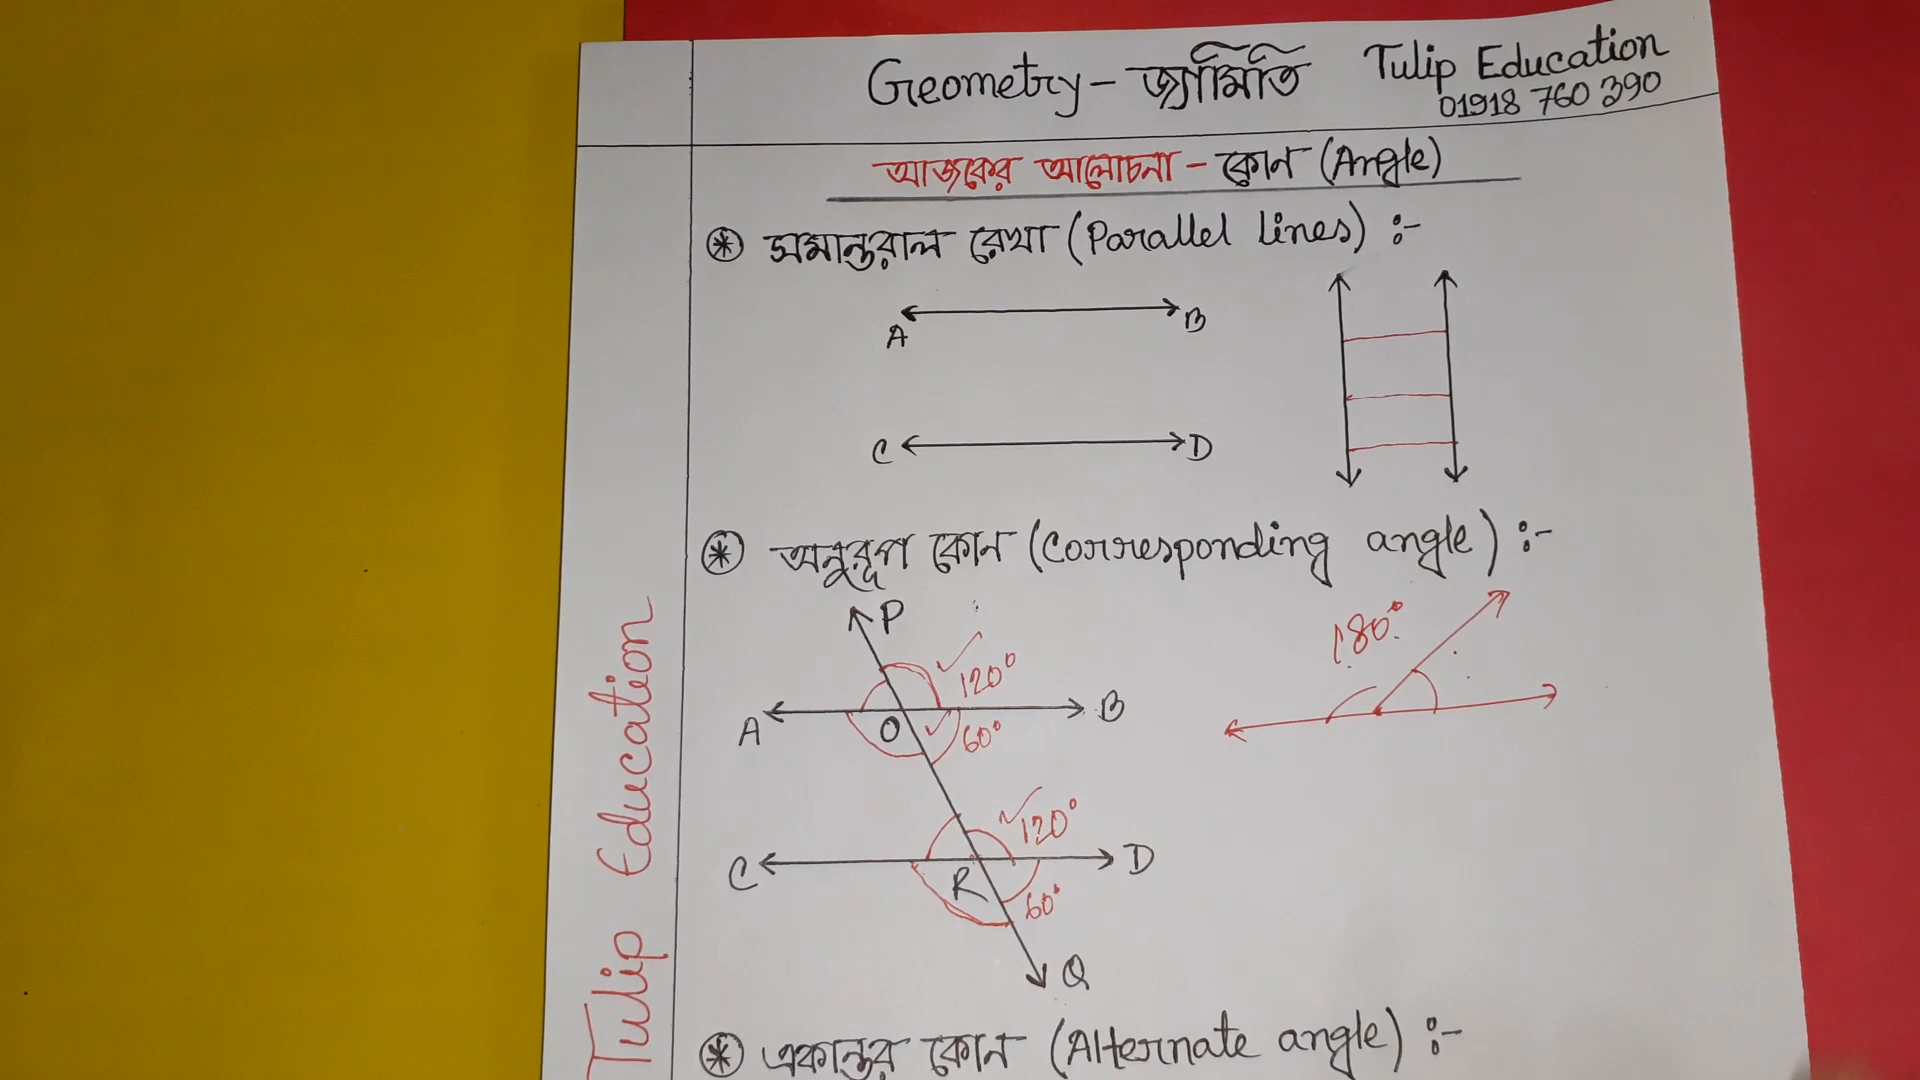 Geometry - জ্যামিতি
Tulip Education
01918 760 390
আজকের আলোচনা - কোন (Angle)
⊛ সমান্তরাল রেখা (Parallel lines) :-
A B
C D
⊛ অনুরূপ কোন (Corresponding angle) :-
P
120°
180°
A O B
60°
120°
C R D
60°
Q
⊛ একান্তর কোন (Alternate angle) :-
Tulip Education